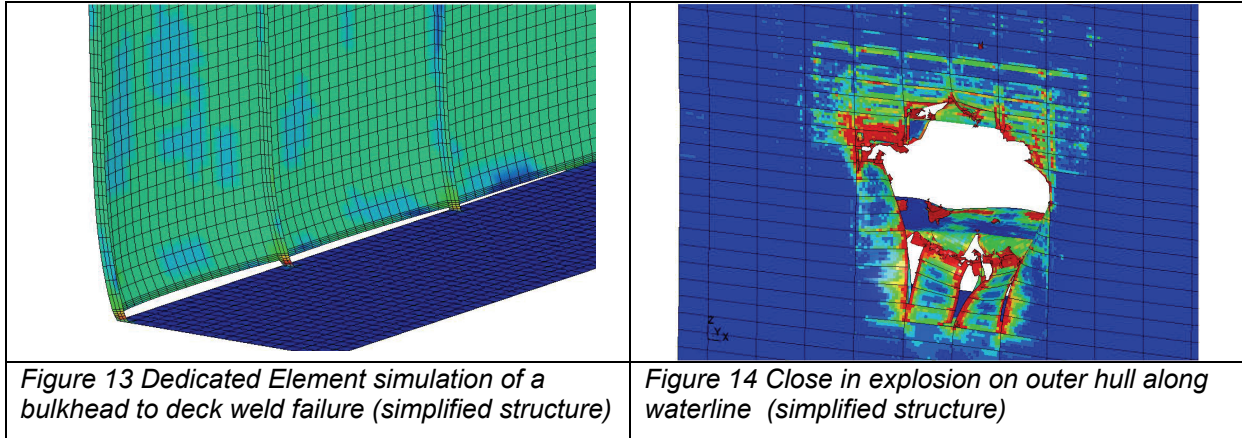 Z
Y X
Figure 13 Dedicated Element simulation of a
bulkhead to deck weld failure (simplified structure)
Figure 14 Close in explosion on outer hull along
waterline (simplified structure)